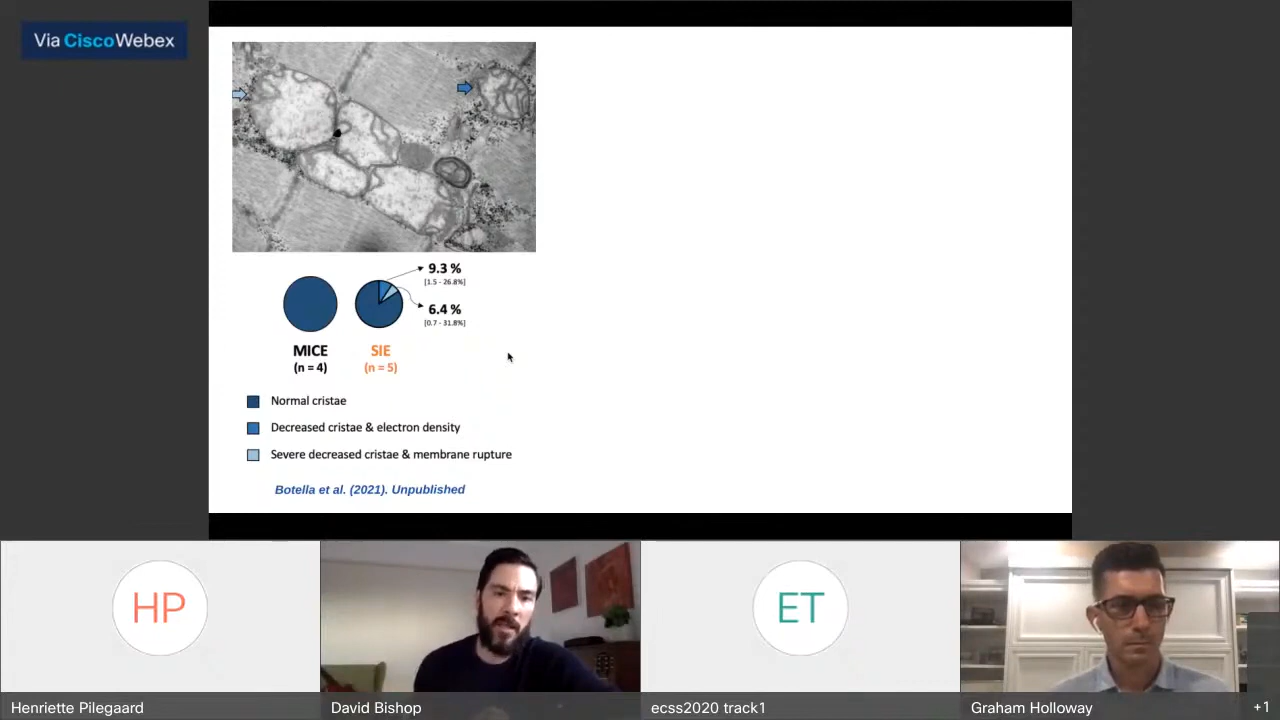 Via Cisco Webex
9.3 %
[1.5 - 26.8%]
6.4 %
[0.7 - 31.8%]
MICE
(n = 4)
SIE
(n = 5)
Normal cristae
Decreased cristae & electron density
Severe decreased cristae & membrane rupture
Botella et al. (2021). Unpublished
HP
ET
Henriette Pilegaard
David Bishop
ecss2020 track1
Graham Holloway
+1